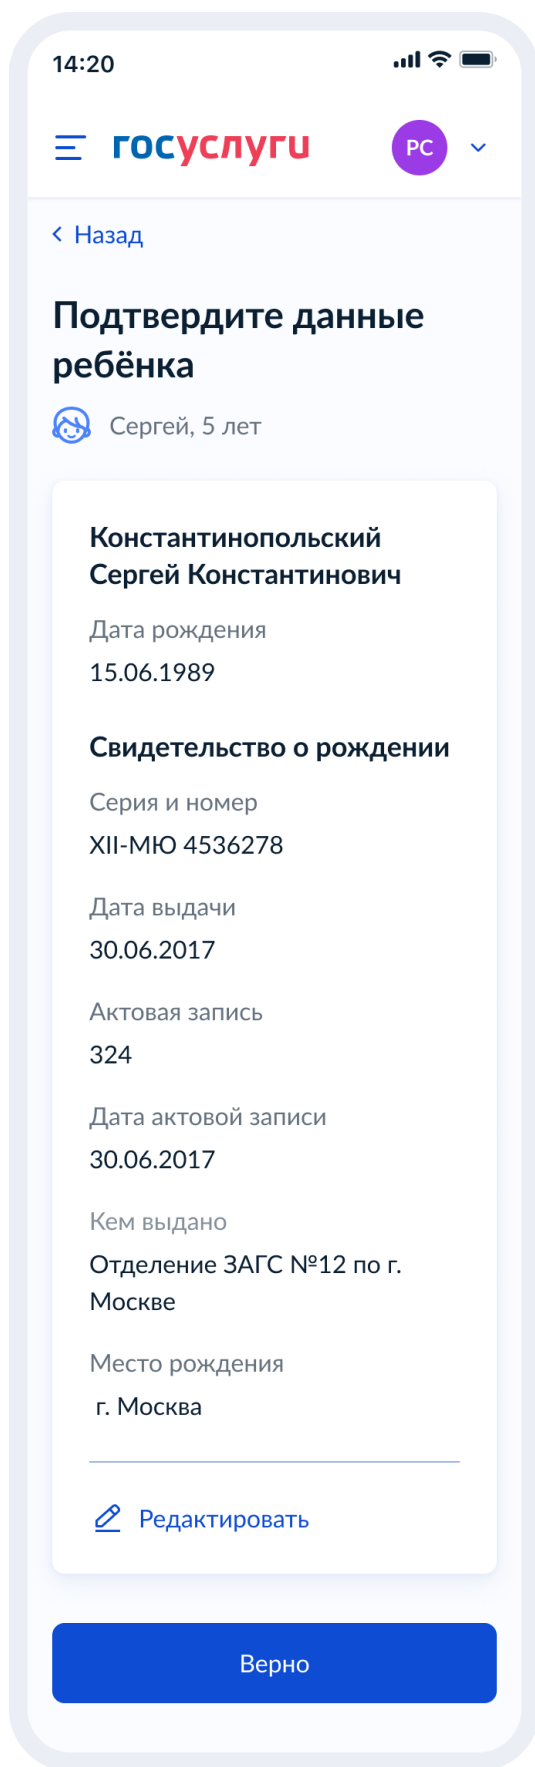 14:20
госуслуги
РС
Назад
Подтвердите данные
ребёнка
Сергей, 5 лет
Константинопольский
Сергей Константинович
Дата рождения
15.06.1989
Свидетельство о рождении
Серия и номер
XII-МЮ 4536278
Дата выдачи
30.06.2017
Актовая запись
324
Дата актовой записи
30.06.2017
Кем выдано
Отделение ЗАГС №12 по г.
Москве
Место рождения
г. Москва
Редактировать
Верно